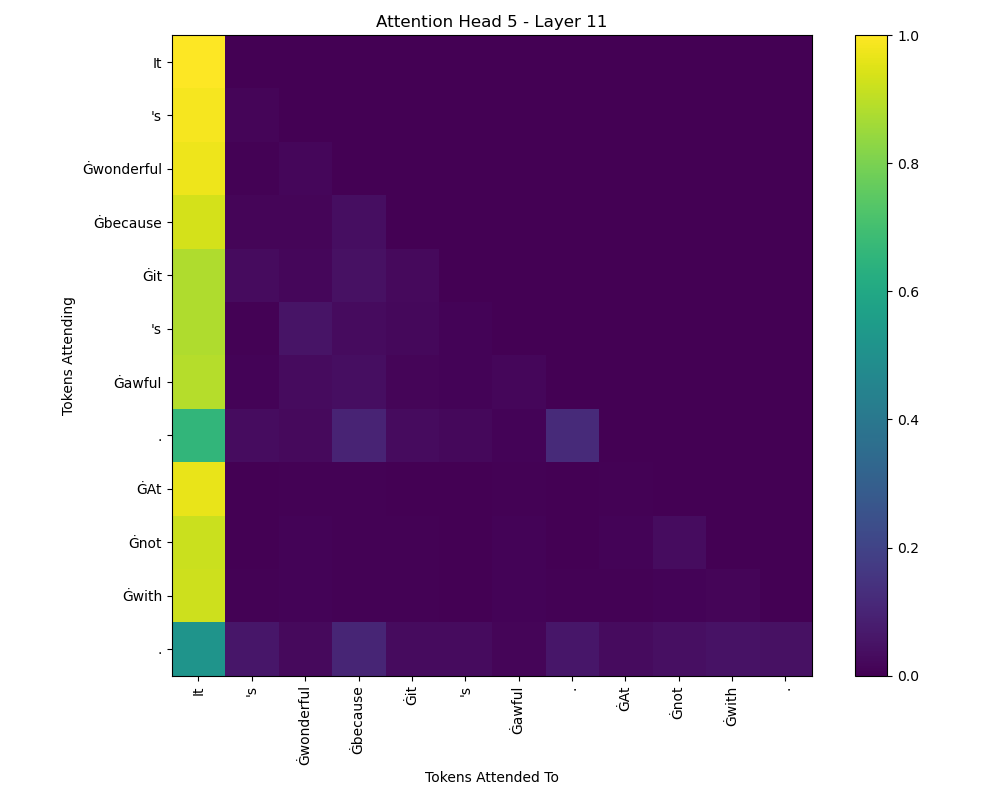 Attention Head 5 - Layer 11
It
's
Ġwonderful
Ġbecause
Ġit
's
Ġawful
.
ĠAt
Ġnot
Ġwith
.
Tokens Attending
It
's
Ġwonderful
Ġbecause
Ġit
's
Ġawful
.
ĠAt
Ġnot
Ġwith
.
Tokens Attended To
1.0
0.8
0.6
0.4
0.2
0.0